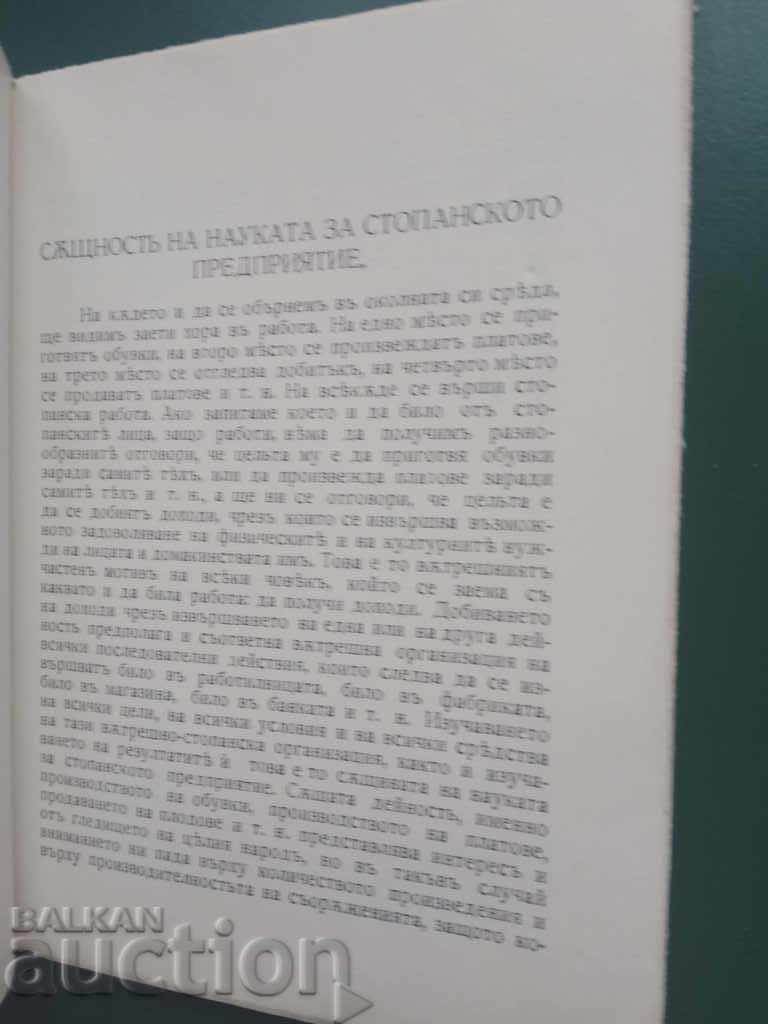 СѪЩНОСТЬ НА НАУКАТА ЗА СТОПАНСКОТО
ПРЕДПРИЯТИЕ.
На кѫдето и да се обърнемъ въ околната си срѣда,
ще видимъ заети хора въ работа. На едно мѣсто се при-
готвятъ обувки, на второ мѣсто се произвеждатъ платове,
на трето мѣсто се отгледва добитъкъ, на четвърто мѣсто
се продаватъ платове и т. н. На всѣкѫде се върши сто-
панска работа. Ако запитаме което и да било отъ сто-
панскитѣ лица, защо работи, нѣма да получимъ разно-
образнитѣ отговори, че цельта му е да приготвя обувки
заради самитѣ тѣхъ, или да произвежда платове заради
самитѣ тѣхъ и т. н., а ще ни се отговори, че цельта е
да се добиятъ доходи, чрезъ които се извършва възмож-
ното задоволяване на физическитѣ и на културнитѣ нуж-
ди на лицата и домакинствата имъ. Това е то вѫтрешниятъ
частенъ мотивъ на всѣки човѣкъ, който се заема съ
каквато и да била работа: да получи доходи. Добиването
на доходи чрезъ извършването на една или на друга дей-
ность предполага и съответна вѫтрешна организация на
всички последователни действия, които следва да се из-
вършватъ било въ работилницата, било въ фабриката,
било въ магазина, било въ банката и т. н. Изучаването
на всички цели, на всички условия и на всички срѣдства
на тази вѫтрешно-стопанска организация, както и изуча-
ването на резултатитѣ ѝ това е то сѫщината на науката
за стопанското предприятие. Сѫщата дейность, именно
производството на обувки, производството на платове,
продаването на плодове и т. н. представлява интересъ и
отъ гледището на цѣлия народъ, но въ такъвъ случай
вниманието ни пада върху количеството произведения и
върху производителностьта на съорѫженията, защото ко-
BALKAN
auction